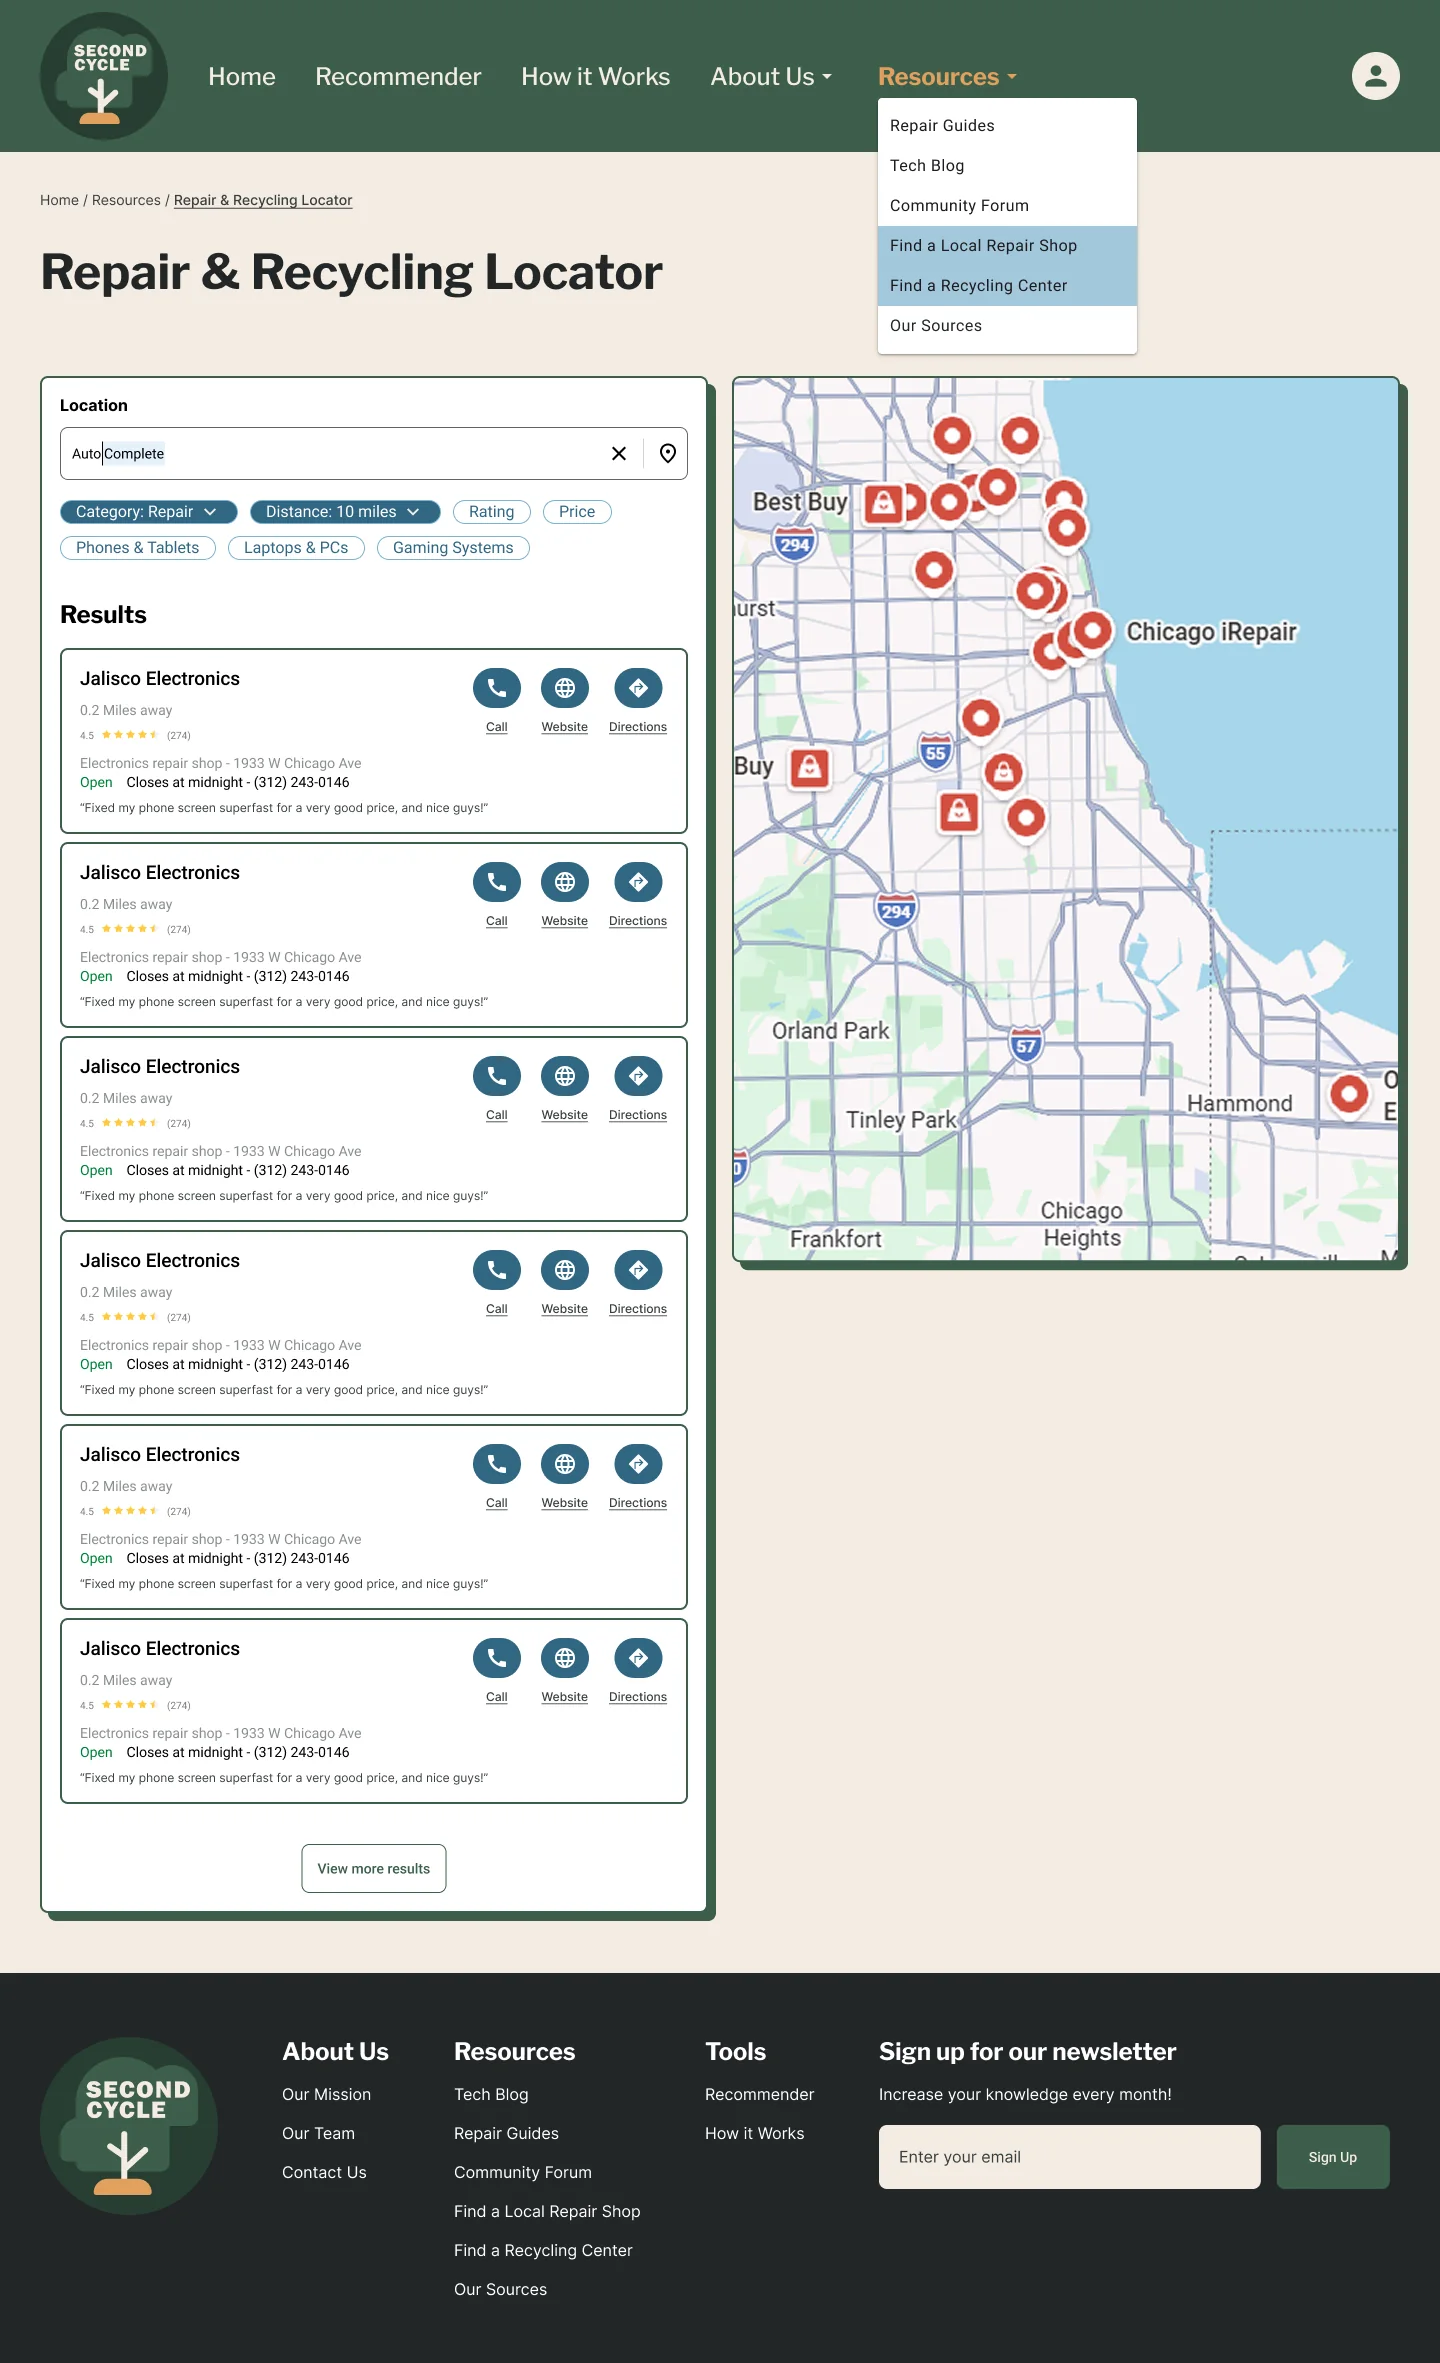 SECOND
CYCLE
Home
Recommender
How it Works
About Us
Resources
Repair Guides
Tech Blog
Community Forum
Find a Local Repair Shop
Find a Recycling Center
Our Sources
Home / Resources / Repair & Recycling Locator
Repair & Recycling Locator
Location
AutoComplete
Category: Repair
Distance: 10 miles
Rating
Price
Phones & Tablets
Laptops & PCs
Gaming Systems
Results
Jalisco Electronics
0.2 Miles away
4.5 (274)
Electronics repair shop - 1933 W Chicago Ave
Open Closes at midnight - (312) 243-0146
“Fixed my phone screen superfast for a very good price, and nice guys!”
Call
Website
Directions
Jalisco Electronics
0.2 Miles away
4.5 (274)
Electronics repair shop - 1933 W Chicago Ave
Open Closes at midnight - (312) 243-0146
“Fixed my phone screen superfast for a very good price, and nice guys!”
Call
Website
Directions
Jalisco Electronics
0.2 Miles away
4.5 (274)
Electronics repair shop - 1933 W Chicago Ave
Open Closes at midnight - (312) 243-0146
“Fixed my phone screen superfast for a very good price, and nice guys!”
Call
Website
Directions
Jalisco Electronics
0.2 Miles away
4.5 (274)
Electronics repair shop - 1933 W Chicago Ave
Open Closes at midnight - (312) 243-0146
“Fixed my phone screen superfast for a very good price, and nice guys!”
Call
Website
Directions
Jalisco Electronics
0.2 Miles away
4.5 (274)
Electronics repair shop - 1933 W Chicago Ave
Open Closes at midnight - (312) 243-0146
“Fixed my phone screen superfast for a very good price, and nice guys!”
Call
Website
Directions
Jalisco Electronics
0.2 Miles away
4.5 (274)
Electronics repair shop - 1933 W Chicago Ave
Open Closes at midnight - (312) 243-0146
“Fixed my phone screen superfast for a very good price, and nice guys!”
Call
Website
Directions
View more results
Best Buy
294
urst
Chicago iRepair
55
Buy
294
Orland Park
57
Hammond
O
E
Tinley Park
Chicago
Heights
Frankfort
SECOND
CYCLE
About Us
Our Mission
Our Team
Contact Us
Resources
Tech Blog
Repair Guides
Community Forum
Find a Local Repair Shop
Find a Recycling Center
Our Sources
Tools
Recommender
How it Works
Sign up for our newsletter
Increase your knowledge every month!
Enter your email
Sign Up